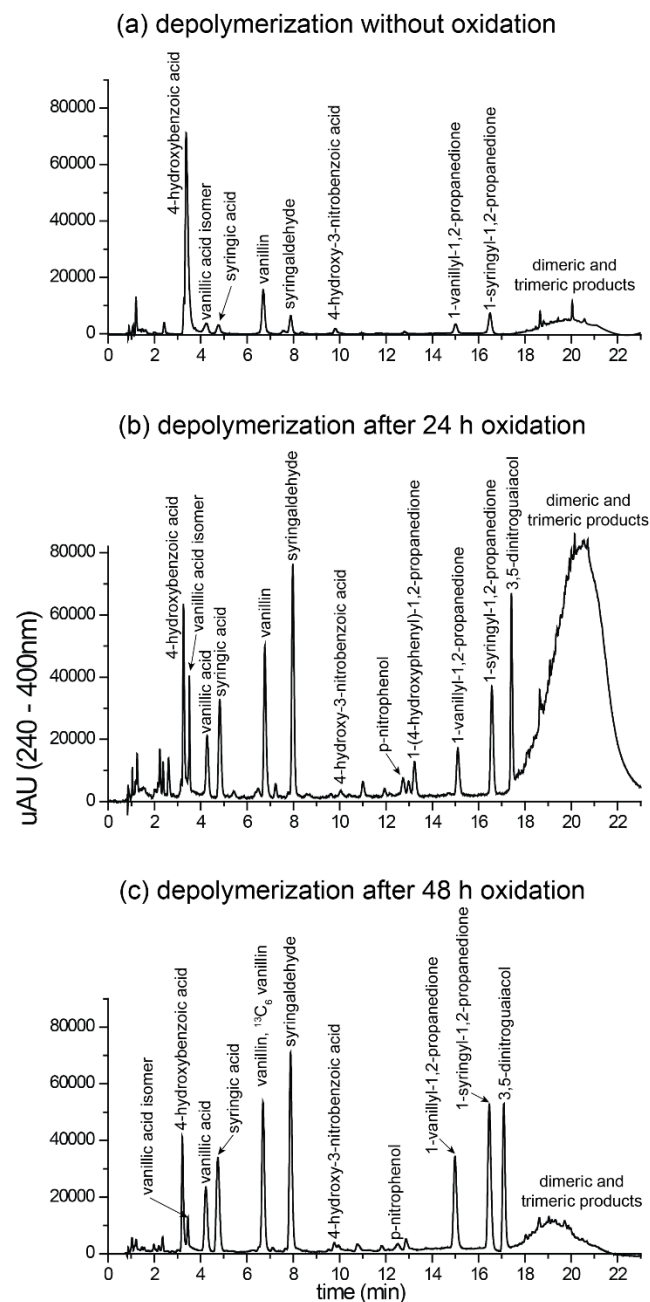 (a) depolymerization without oxidation
4-hydroxybenzoic acid
vanillic acid isomer
syringic acid
vanillin
syringaldehyde
4-hydroxy-3-nitrobenzoic acid
1-vanillyl-1,2-propanedione
1-syringyl-1,2-propanedione
dimeric and
trimeric products
80000
60000
40000
20000
0
0 2 4 6 8 10 12 14 16 18 20 22
(b) depolymerization after 24 h oxidation
4-hydroxybenzoic acid
vanillic acid isomer
vanillic acid
syringic acid
vanillin
syringaldehyde
4-hydroxy-3-nitrobenzoic acid
p-nitrophenol
1-(4-hydroxyphenyl)-1,2-propanedione
1-vanillyl-1,2-propanedione
1-syringyl-1,2-propanedione
3,5-dinitroguaiacol
dimeric and
trimeric products
80000
60000
40000
20000
0
0 2 4 6 8 10 12 14 16 18 20 22
uAU (240 - 400nm)
(c) depolymerization after 48 h oxidation
vanillic acid isomer
4-hydroxybenzoic acid
vanillic acid
syringic acid
vanillin, ¹³C₆ vanillin
syringaldehyde
4-hydroxy-3-nitrobenzoic acid
p-nitrophenol
1-vanillyl-1,2-propanedione
1-syringyl-1,2-propanedione
3,5-dinitroguaiacol
dimeric and
trimeric products
80000
60000
40000
20000
0
0 2 4 6 8 10 12 14 16 18 20 22
time (min)